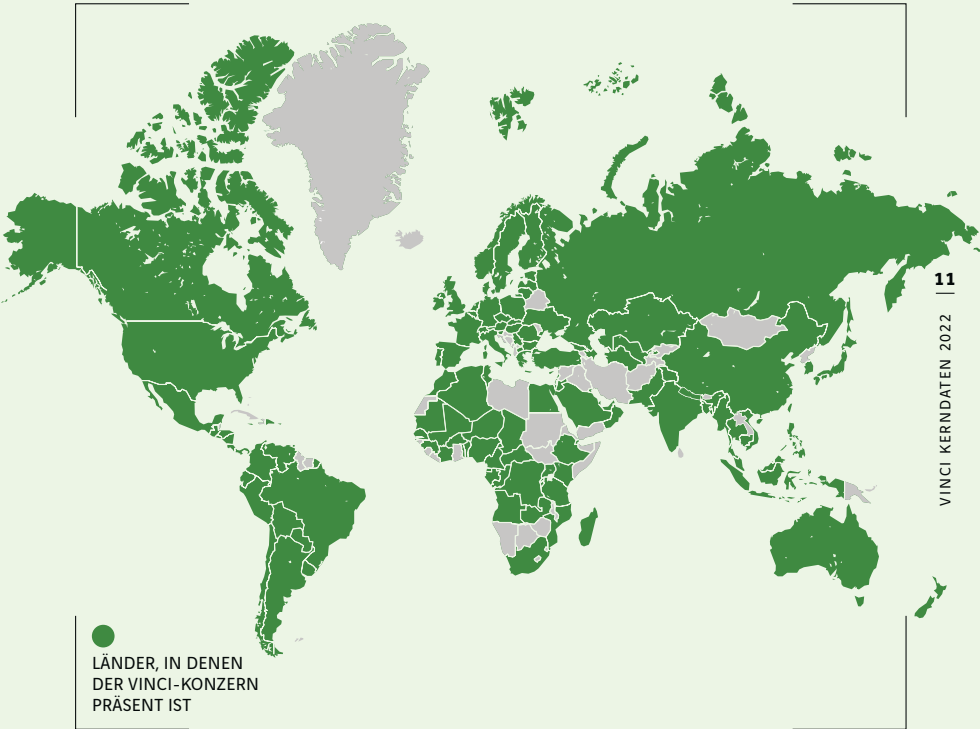 11
VINCI KERNDATEN 2022
LÄNDER, IN DENEN
DER VINCI-KONZERN
PRÄSENT IST